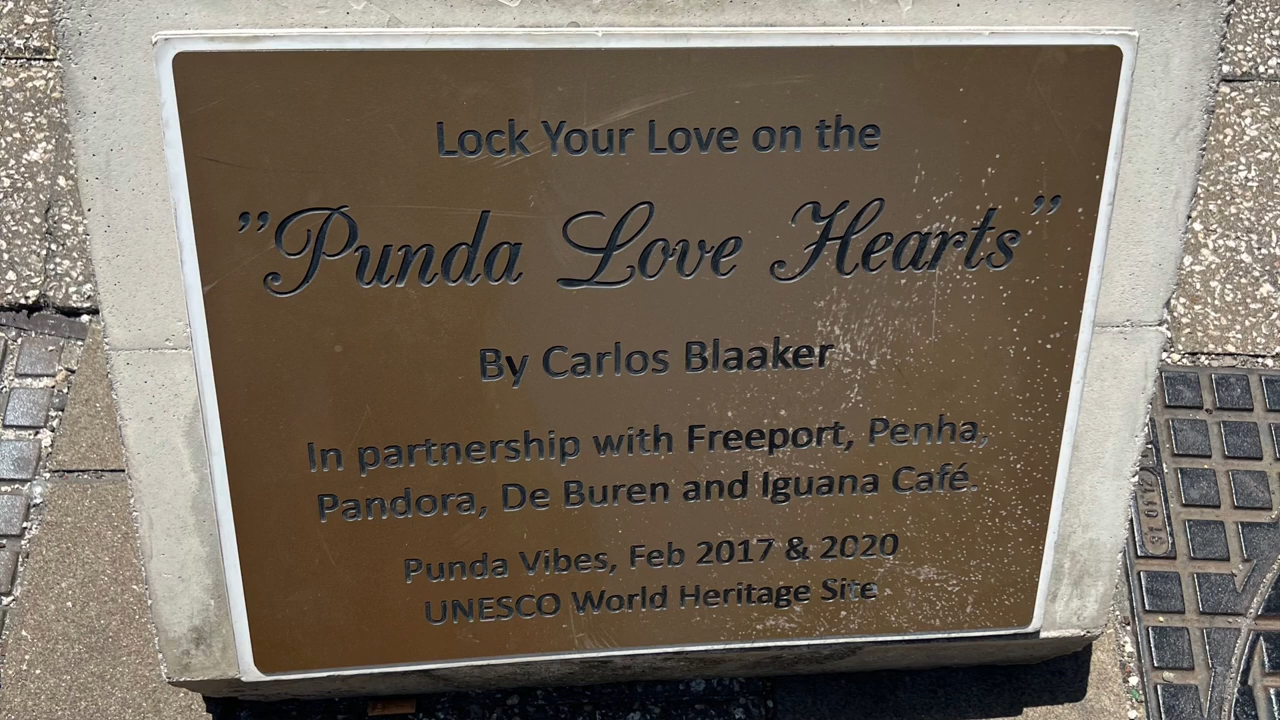 Lock Your Love on the
"Punda Love Hearts"
By Carlos Blaaker
In partnership with Freeport, Penha,
Pandora, De Buren and Iguana Café.
Punda Vibes, Feb 2017 & 2020
UNESCO World Heritage Site